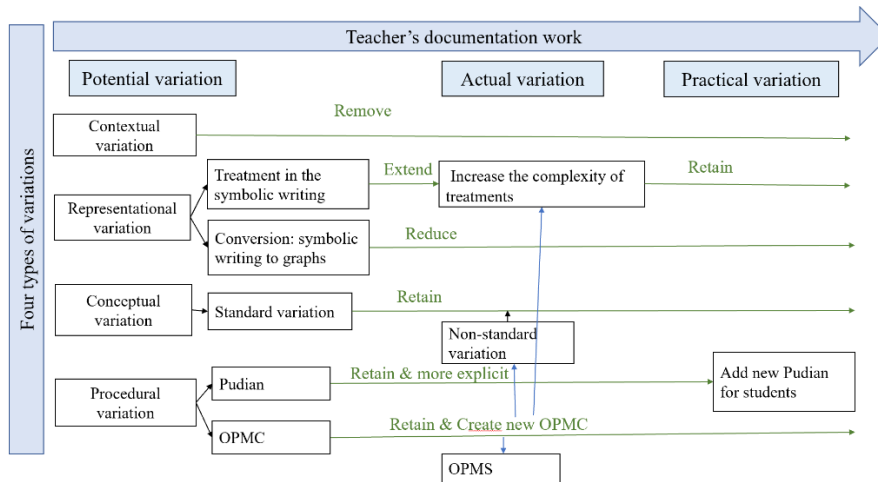 Teacher's documentation work
Potential variation
Actual variation
Practical variation
Four types of variations
Remove
Contextual
variation
Treatment in the
symbolic writing
Extend
Increase the complexity of
treatments
Retain
Representational
variation
Conversion: symbolic
writing to graphs
Reduce
Conceptual
variation
Standard variation
Retain
Non-standard
variation
Procedural
variation
Pudian
Retain & more explicit
Add new Pudian
for students
OPMC
Retain & Create new OPMC
OPMS